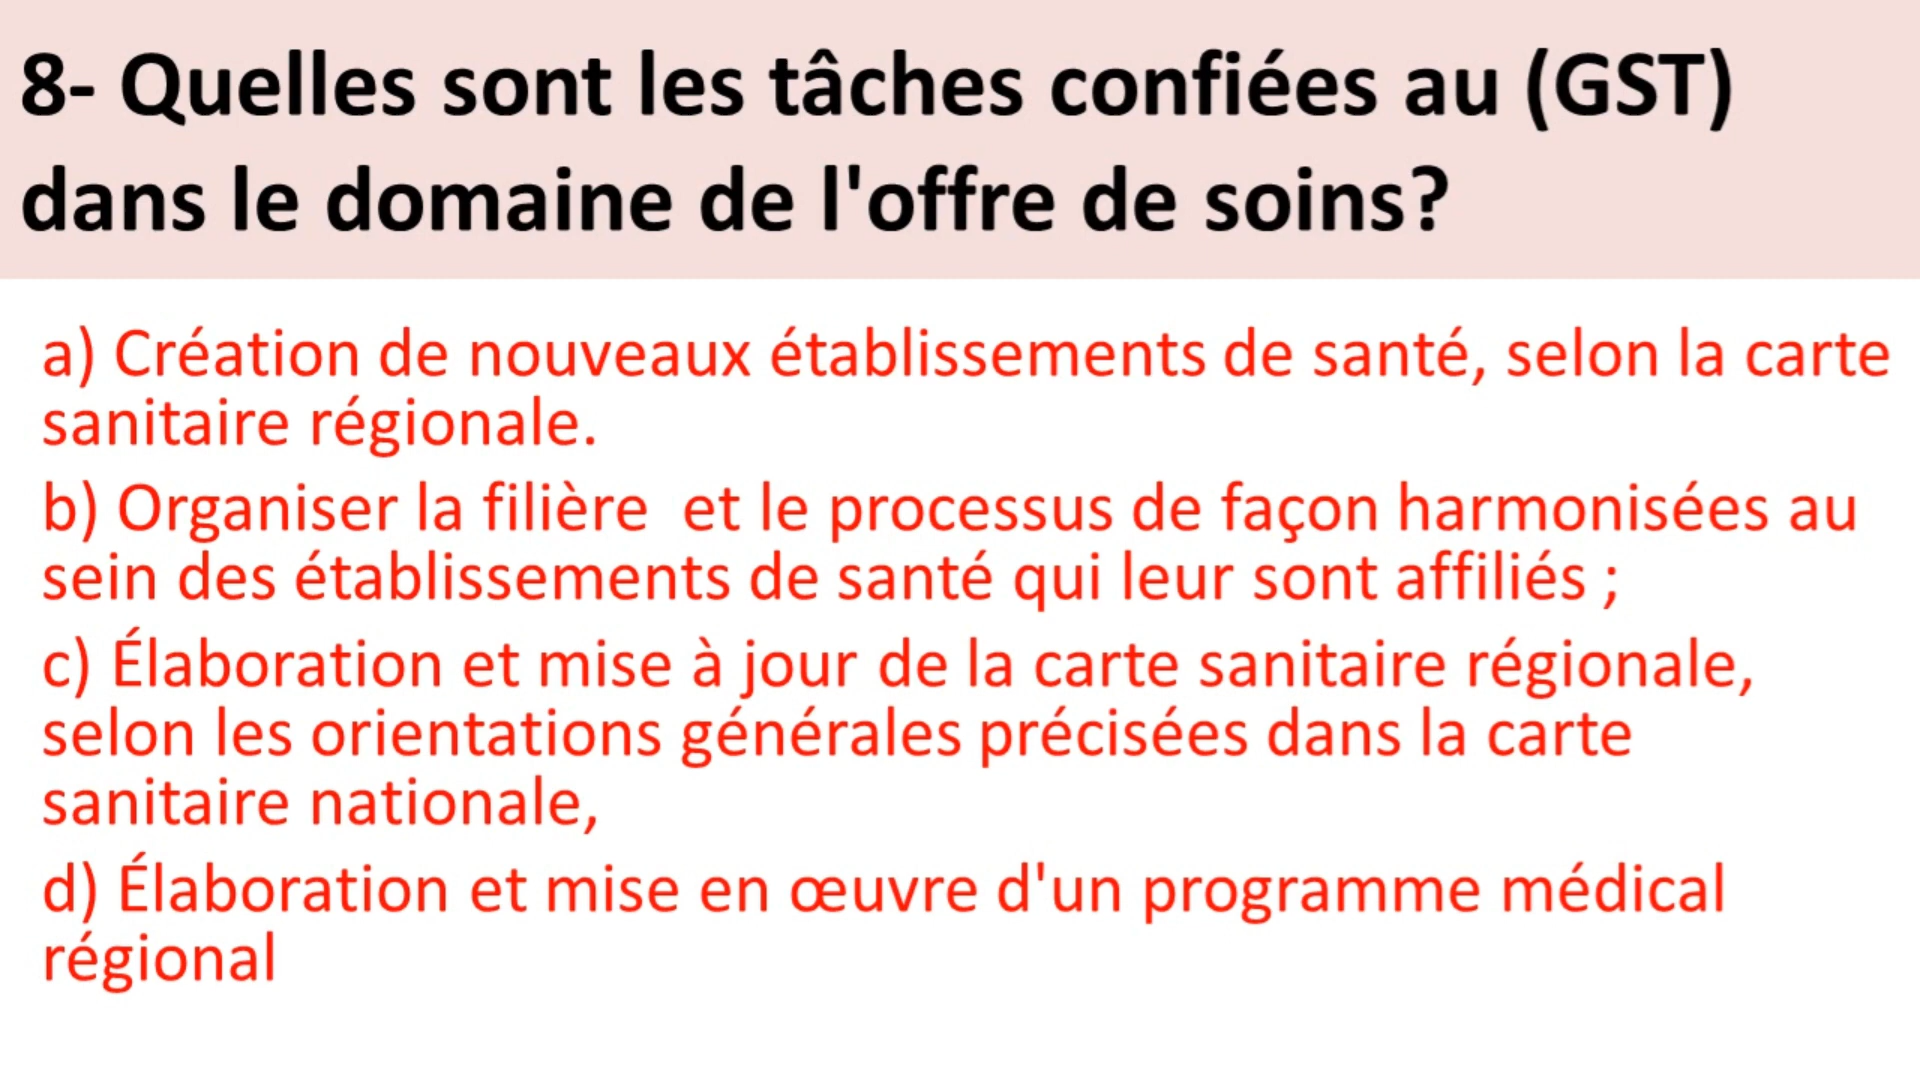 8- Quelles sont les tâches confiées au (GST)
dans le domaine de l'offre de soins?
a) Création de nouveaux établissements de santé, selon la carte
sanitaire régionale.
b) Organiser la filière et le processus de façon harmonisées au
sein des établissements de santé qui leur sont affiliés ;
c) Élaboration et mise à jour de la carte sanitaire régionale,
selon les orientations générales précisées dans la carte
sanitaire nationale,
d) Élaboration et mise en œuvre d'un programme médical
régional